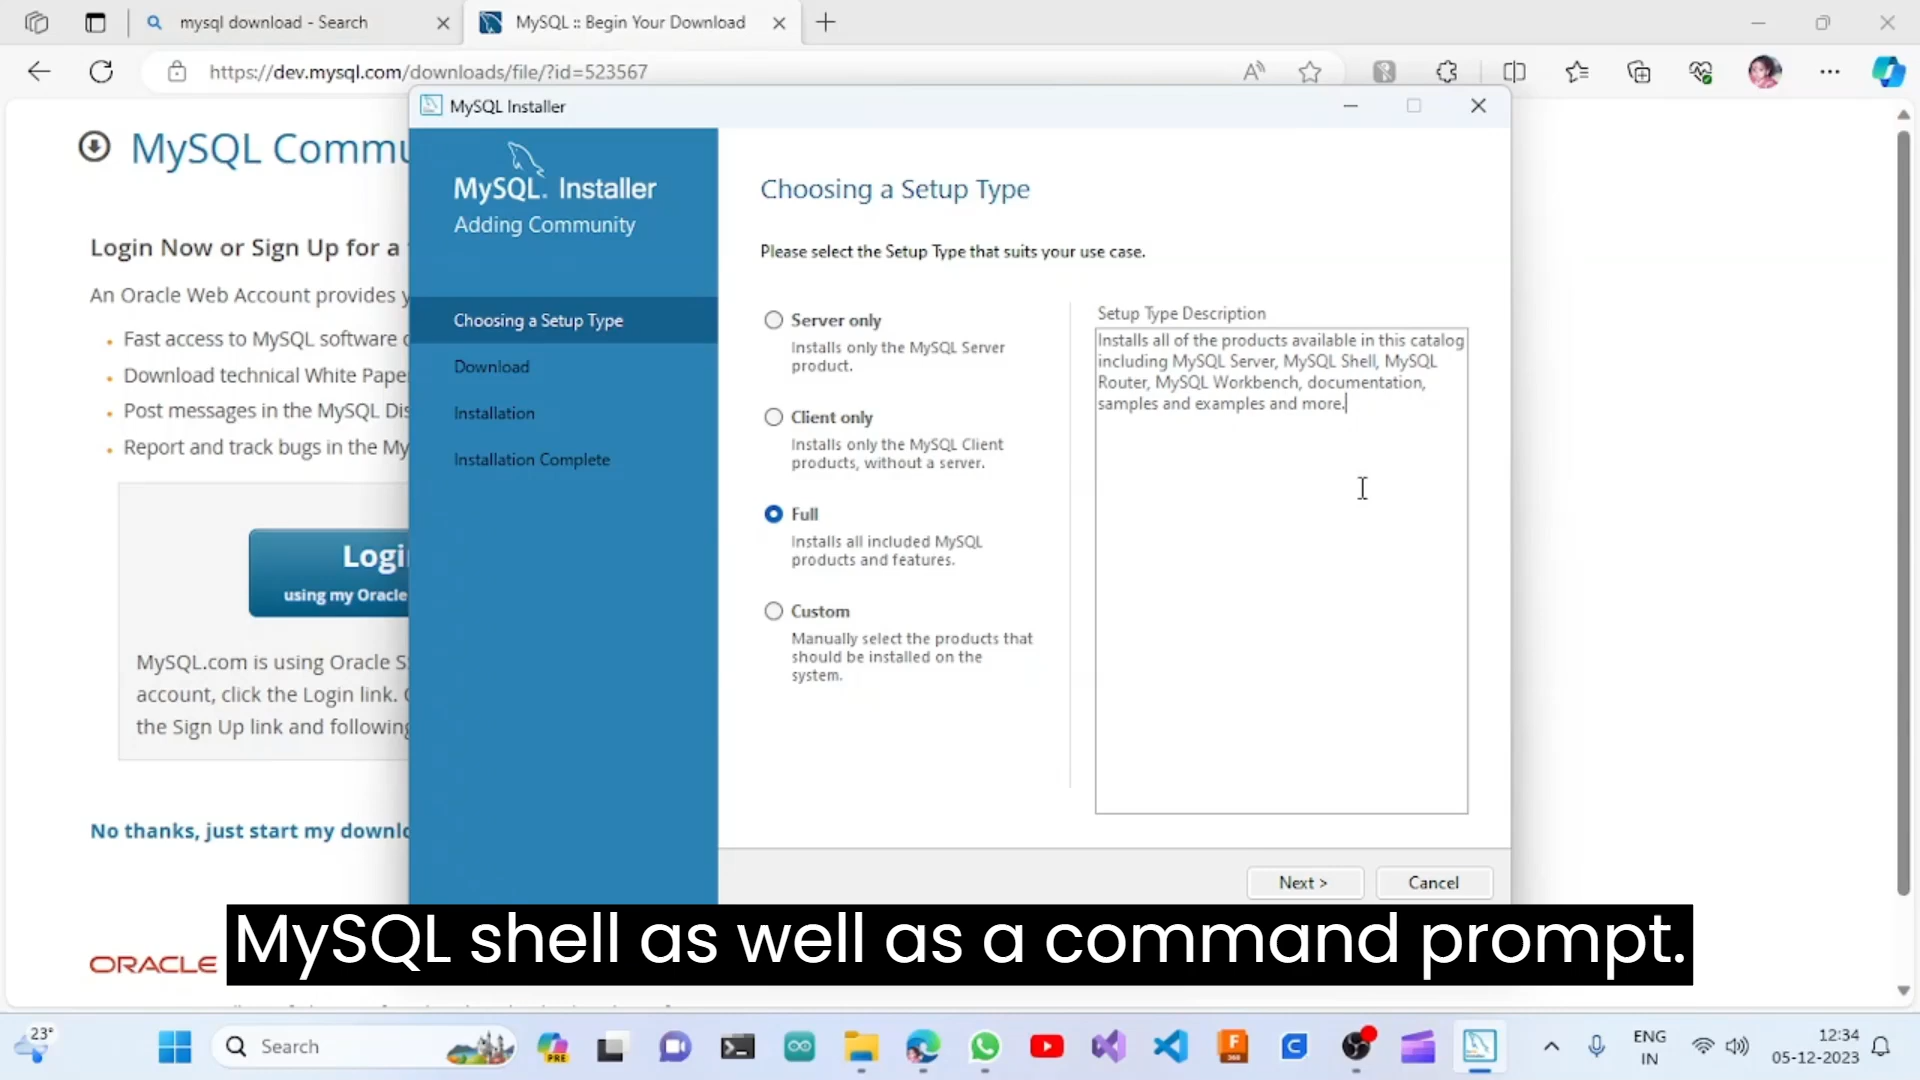 mysql download - Search
MySQL :: Begin Your Download
https://dev.mysql.com/downloads/file/?id=523567
MySQL Installer
MySQL Commu
Login Now or Sign Up for a
An Oracle Web Account provides
Fast access to MySQL software
Download technical White Paper
Post messages in the MySQL Dis
Report and track bugs in the My
Logi
using my Oracle
MySQL.com is using Oracle S
account, click the Login link.
the Sign Up link and following
No thanks, just start my downlo
ORACLE
MySQL. Installer
Adding Community
Choosing a Setup Type
Download
Installation
Installation Complete
Choosing a Setup Type
Please select the Setup Type that suits your use case.
Server only
Installs only the MySQL Server
product.
Client only
Installs only the MySQL Client
products, without a server.
Full
Installs all included MySQL
products and features.
Custom
Manually select the products that
should be installed on the
system.
Setup Type Description
Installs all of the products available in this catalog
including MySQL Server, MySQL Shell, MySQL
Router, MySQL Workbench, documentation,
samples and examples and more.
Next >
Cancel
MySQL shell as well as a command prompt.
23°
Search
PRE
ENG
IN
12:34
05-12-2023